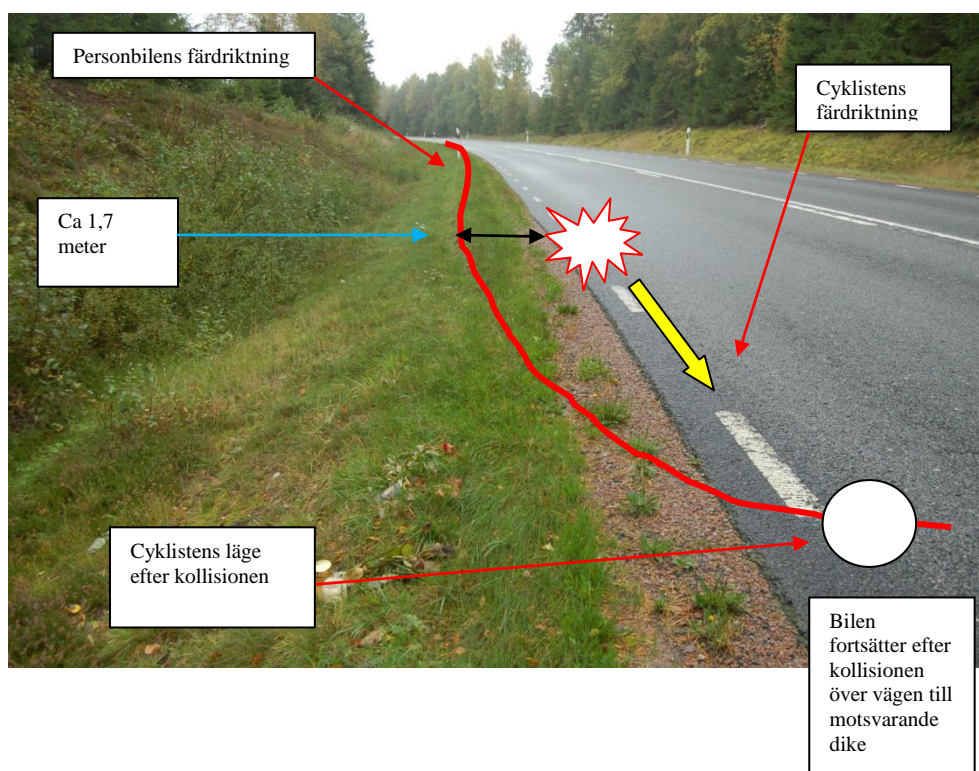 Personbilens färdriktning
Cyklistens
färdriktning
Ca 1,7
meter
Cyklistens läge
efter kollisionen
Bilen
fortsätter efter
kollisionen
över vägen till
motsvarande
dike